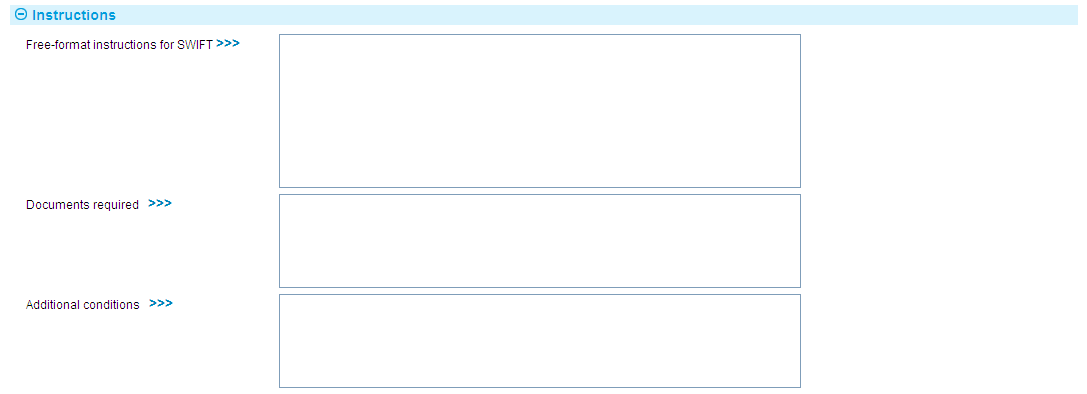 Instructions
Free-format instructions for SWIFT >>>
Documents required >>>
Additional conditions >>>